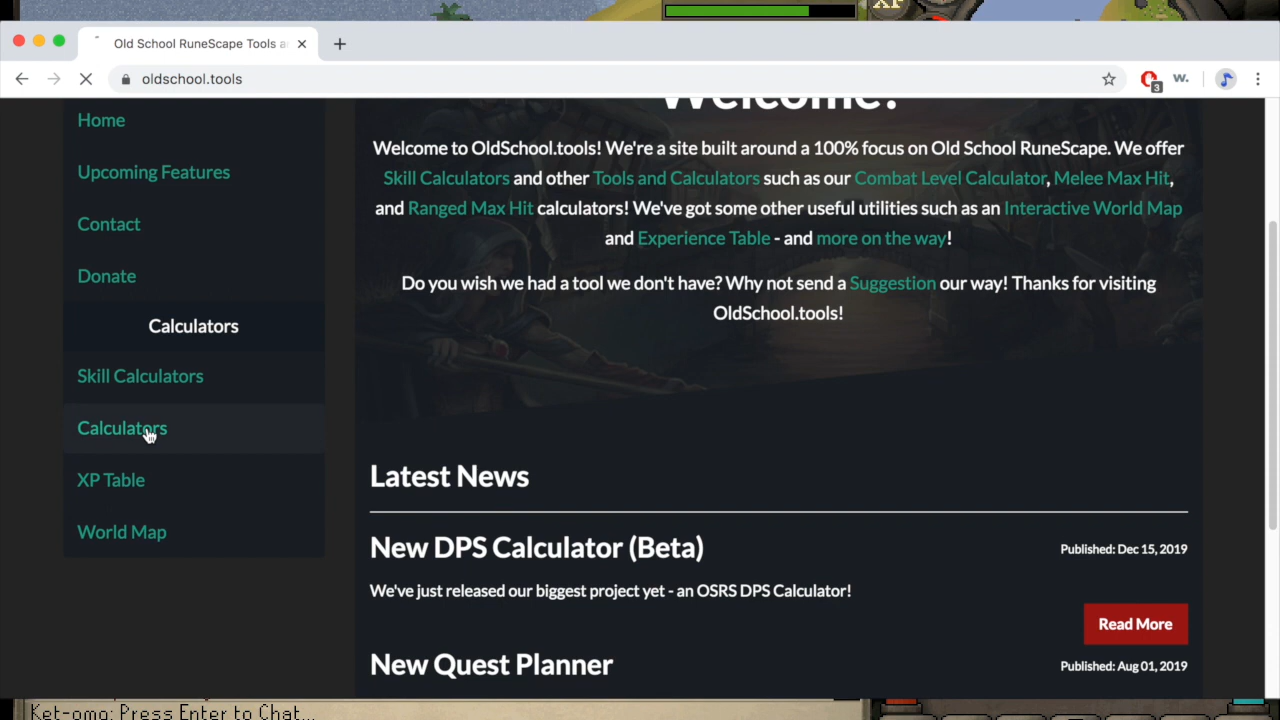 XP
Old School RuneScape Tools a
oldschool.tools
3
w.
Home
Upcoming Features
Contact
Donate
Calculators
Skill Calculators
Calculators
XP Table
World Map
Welcome!
Welcome to OldSchool.tools! We're a site built around a 100% focus on Old School RuneScape. We offer
Skill Calculators and other Tools and Calculators such as our Combat Level Calculator, Melee Max Hit,
and Ranged Max Hit calculators! We've got some other useful utilities such as an Interactive World Map
and Experience Table - and more on the way!
Do you wish we had a tool we don't have? Why not send a Suggestion our way! Thanks for visiting
OldSchool.tools!
Latest News
New DPS Calculator (Beta)
Published: Dec 15, 2019
We've just released our biggest project yet - an OSRS DPS Calculator!
Read More
New Quest Planner
Published: Aug 01, 2019
Ket-omo: Press Enter to Chat...